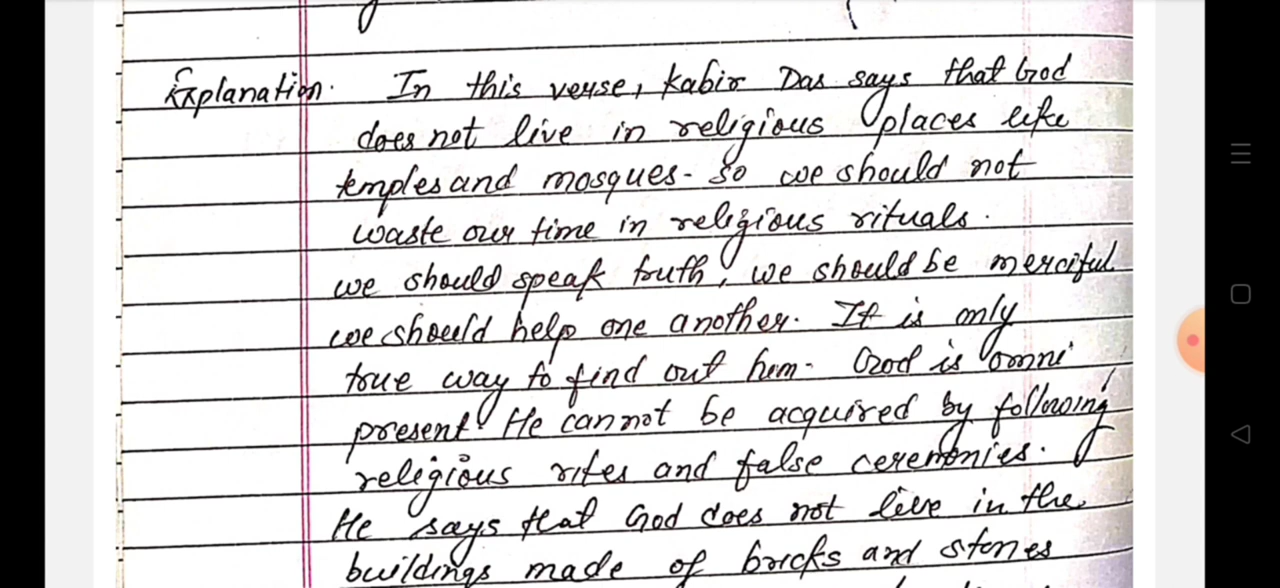 Explanation. In this verse, Kabir Das says that God
does not live in religious places like
temples and mosques. So we should not
waste our time in religious rituals.
we should speak truth, we should be merciful
we should help one another. It is only
true way to find out him. God is omni
present. He cannot be acquired by following
religious rites and false ceremonies.
He says that God does not live in the
buildings made of bricks and stones